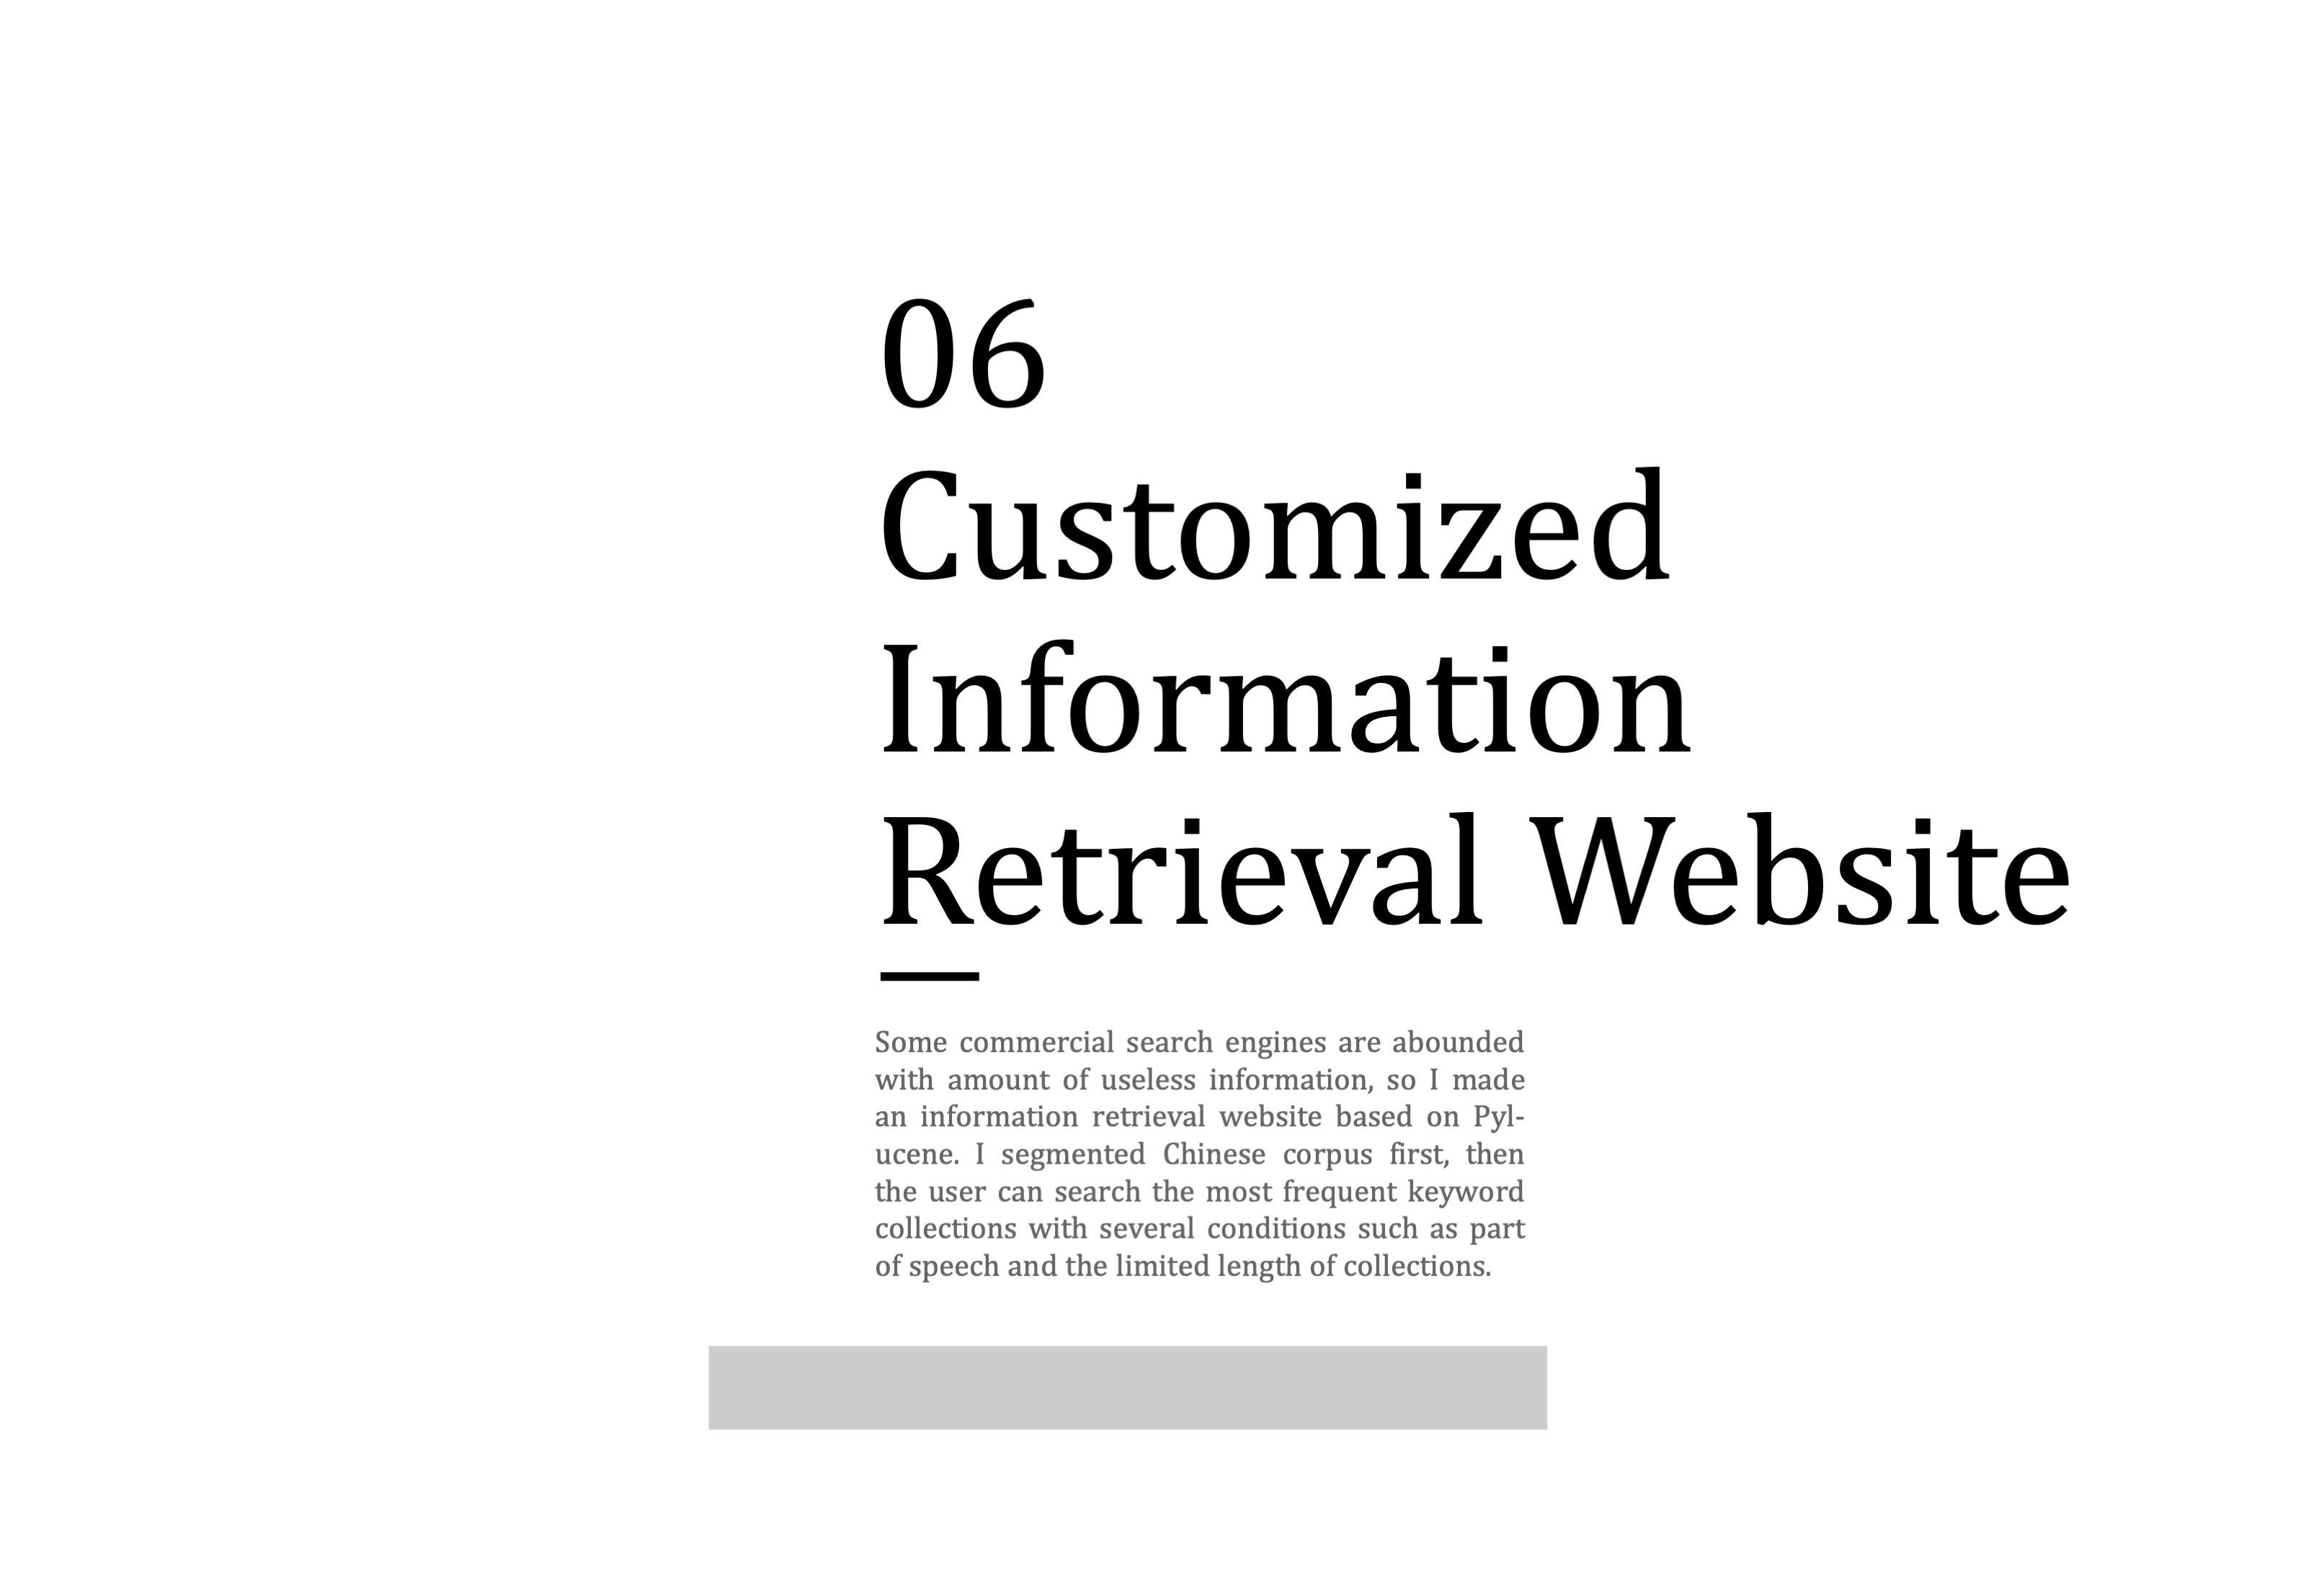 06
Customized
Information
Retrieval Website
Some commercial search engines are abounded
with amount of useless information, so I made
an information retrieval website based on Pyl-
ucene. I segmented Chinese corpus first, then
the user can search the most frequent keyword
collections with several conditions such as part
of speech and the limited length of collections.